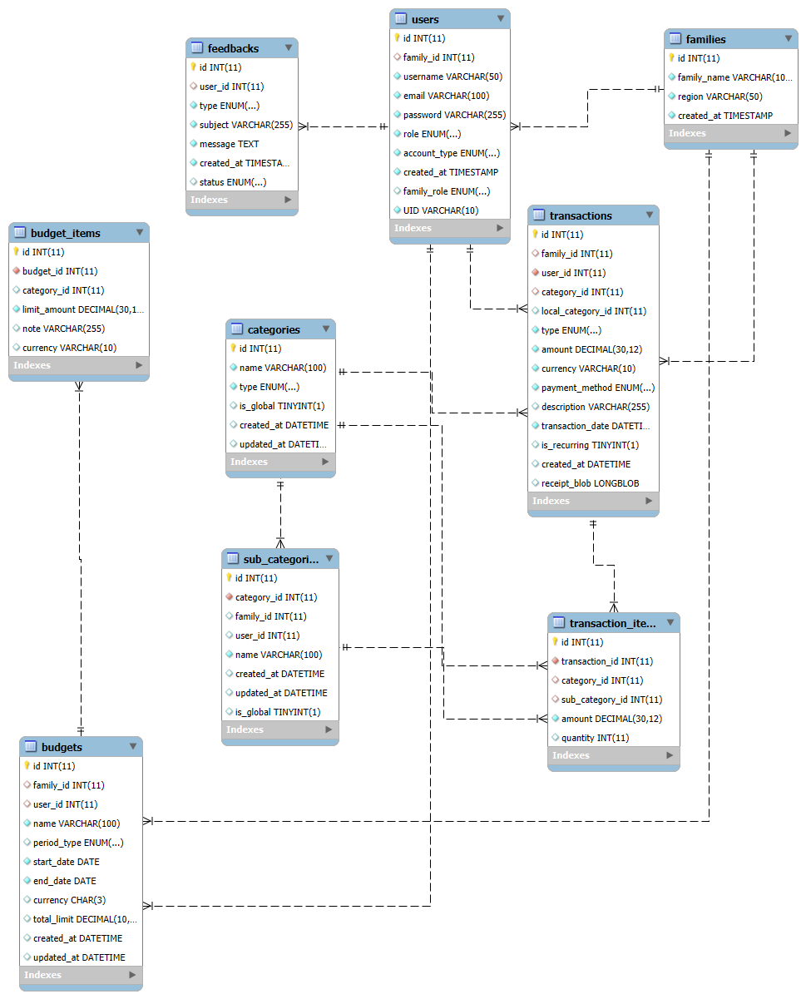 users
id INT(11)
family_id INT(11)
username VARCHAR(50)
email VARCHAR(100)
password VARCHAR(255)
role ENUM(...)
account_type ENUM(...)
created_at TIMESTAMP
family_role ENUM(...)
UID VARCHAR(10)
Indexes
families
id INT(11)
family_name VARCHAR(10...
region VARCHAR(50)
created_at TIMESTAMP
Indexes
feedbacks
id INT(11)
user_id INT(11)
type ENUM(...)
subject VARCHAR(255)
message TEXT
created_at TIMESTA...
status ENUM(...)
Indexes
transactions
id INT(11)
family_id INT(11)
user_id INT(11)
category_id INT(11)
local_category_id INT(11)
type ENUM(...)
amount DECIMAL(30,12)
currency VARCHAR(10)
payment_method ENUM(...)
description VARCHAR(255)
transaction_date DATETI...
is_recurring TINYINT(1)
created_at DATETIME
receipt_blob LONGBLOB
Indexes
budget_items
id INT(11)
budget_id INT(11)
category_id INT(11)
limit_amount DECIMAL(30,1...
note VARCHAR(255)
currency VARCHAR(10)
Indexes
categories
id INT(11)
name VARCHAR(100)
type ENUM(...)
is_global TINYINT(1)
created_at DATETIME
updated_at DATETI...
Indexes
sub_categori...
id INT(11)
category_id INT(11)
family_id INT(11)
user_id INT(11)
name VARCHAR(100)
created_at DATETIME
updated_at DATETIME
is_global TINYINT(1)
Indexes
transaction_ite...
id INT(11)
transaction_id INT(11)
category_id INT(11)
sub_category_id INT(11)
amount DECIMAL(30,12)
quantity INT(11)
Indexes
budgets
id INT(11)
family_id INT(11)
user_id INT(11)
name VARCHAR(100)
period_type ENUM(...)
start_date DATE
end_date DATE
currency CHAR(3)
total_limit DECIMAL(10,...
created_at DATETIME
updated_at DATETIME
Indexes